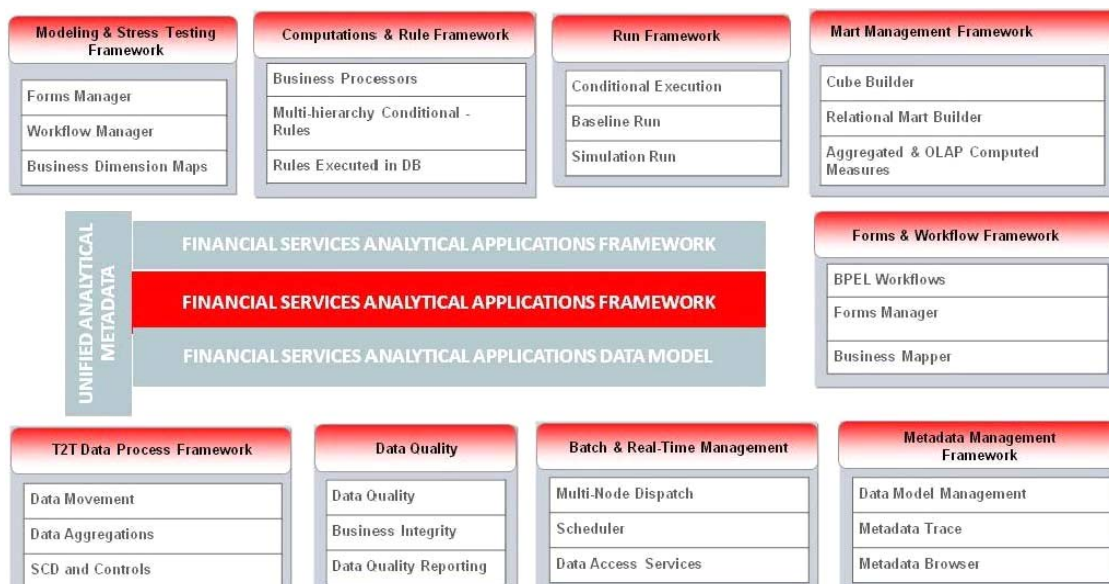 Modeling & Stress Testing
Framework
Forms Manager
Workflow Manager
Business Dimension Maps
Computations & Rule Framework
Business Processors
Multi-hierarchy Conditional -
Rules
Rules Executed in DB
Run Framework
Conditional Execution
Baseline Run
Simulation Run
Mart Management Framework
Cube Builder
Relational Mart Builder
Aggregated & OLAP Computed
Measures
UNIFIED ANALYTICAL
METADATA
FINANCIAL SERVICES ANALYTICAL APPLICATIONS FRAMEWORK
FINANCIAL SERVICES ANALYTICAL APPLICATIONS FRAMEWORK
FINANCIAL SERVICES ANALYTICAL APPLICATIONS DATA MODEL
Forms & Workflow Framework
BPEL Workflows
Forms Manager
Business Mapper
T2T Data Process Framework
Data Movement
Data Aggregations
SCD and Controls
Data Quality
Data Quality
Business Integrity
Data Quality Reporting
Batch & Real-Time Management
Multi-Node Dispatch
Scheduler
Data Access Services
Metadata Management
Framework
Data Model Management
Metadata Trace
Metadata Browser